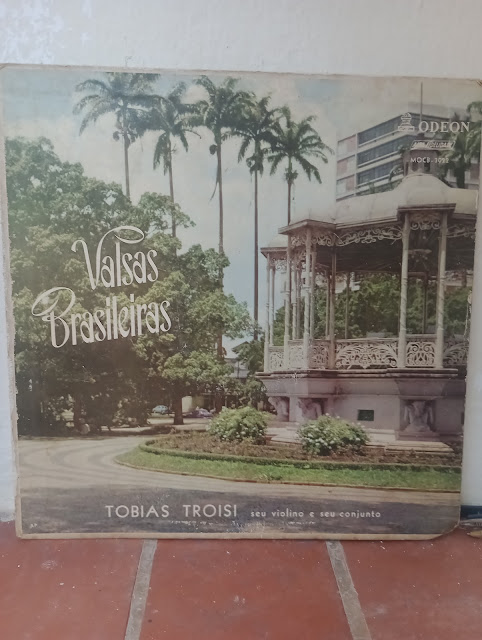 ODEON
Valsas
Brasileiras
TOBIAS TROISI seu violino e seu conjunto